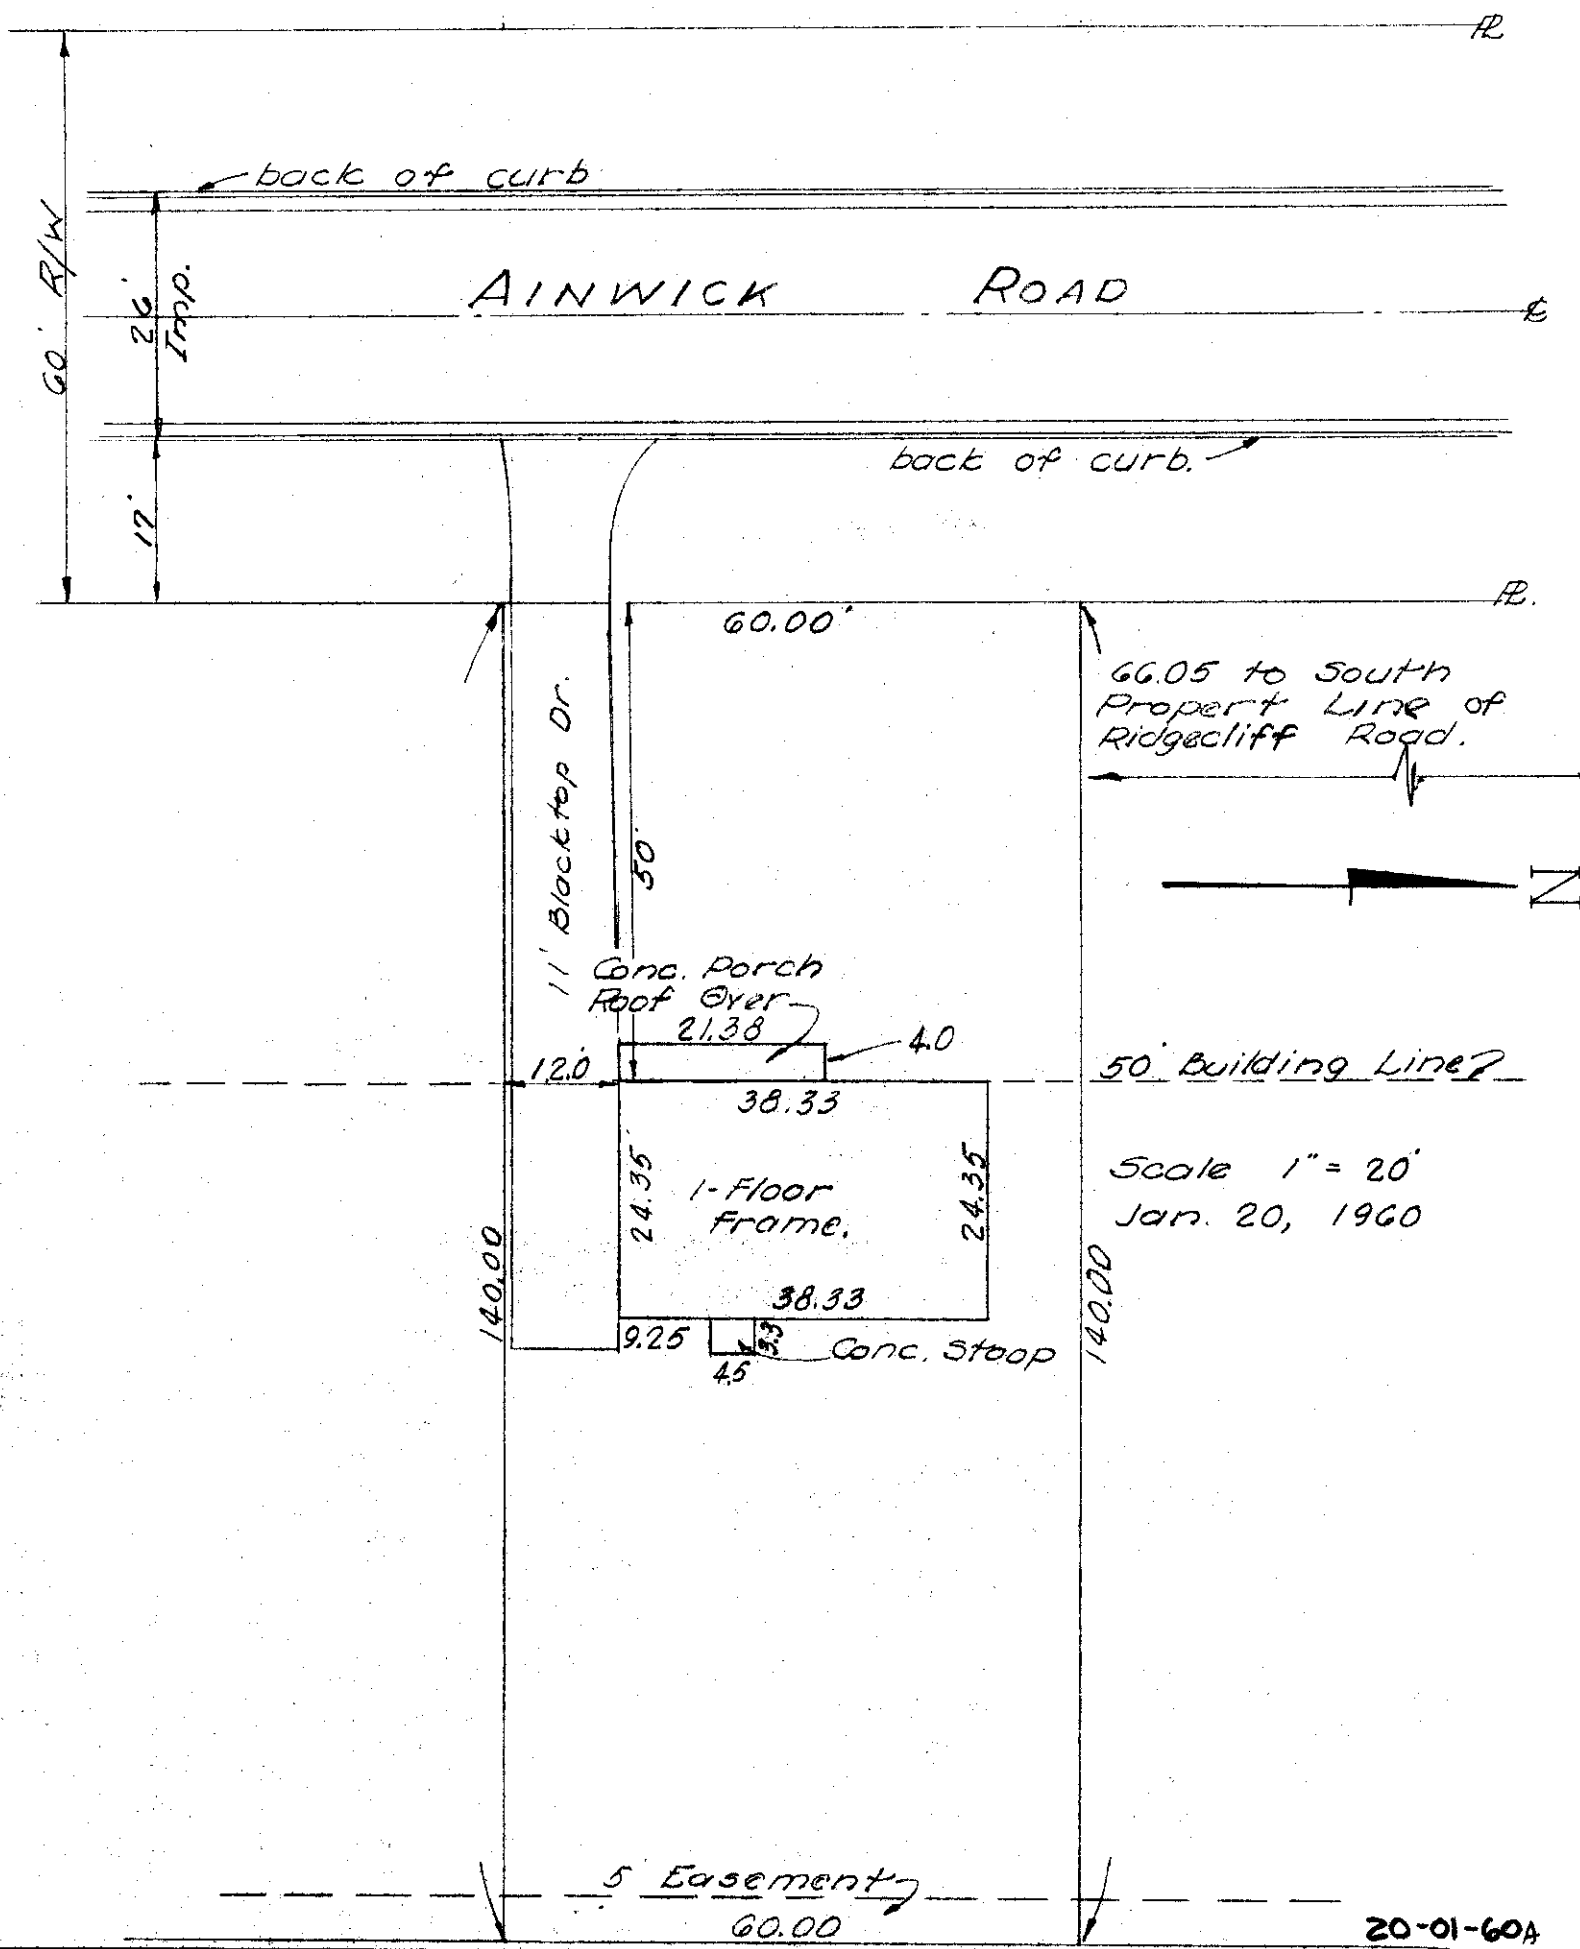 PL
back of curb
60' R/W
26'
Imp.
AINWICK ROAD
CL
back of curb.
17'
PL.
60.00'
66.05 to South
Propert Line of
Ridgecliff Road.
11' Blacktop Dr.
50'
N
Conc. Porch
Roof Over
21.38
4.0
12.0'
50' Building Line
38.33
24.35'
1-Floor
Frame.
24.35
Scale 1" = 20'
Jan. 20, 1960
140.00
140.00
38.33
9.25
3.3
4.5
Conc. Stoop
5' Easement
60.00
20-01-60A